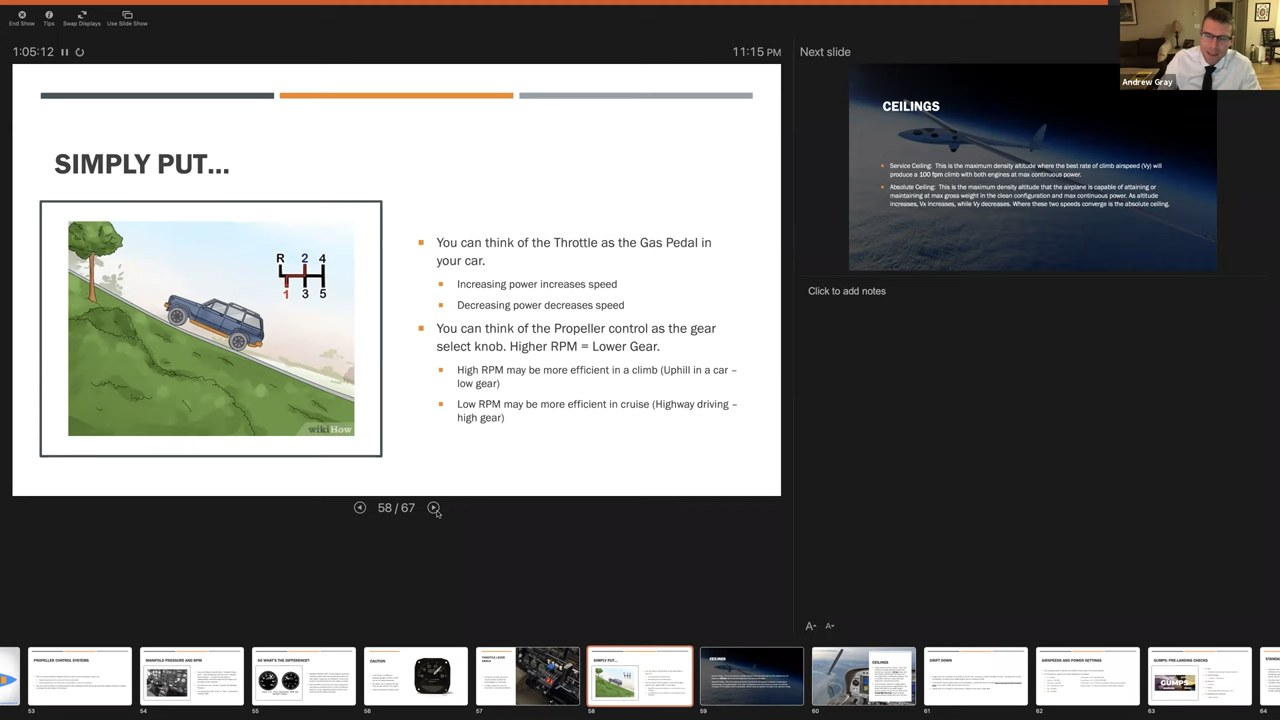 End Show
Tips
Swap Displays
Use Slide Show
1:05:12
11:15 PM
Next slide
Andrew Gray
SIMPLY PUT...
R 2 4
1 3 5
wikiHow
You can think of the Throttle as the Gas Pedal in
your car.
Increasing power increases speed
Decreasing power decreases speed
You can think of the Propeller control as the gear
select knob. Higher RPM = Lower Gear.
High RPM may be more efficient in a climb (Uphill in a car –
low gear)
Low RPM may be more efficient in cruise (Highway driving –
high gear)
58 / 67
CEILINGS
Service Ceiling: This is the maximum density altitude where the best rate of climb airspeed (Vy) will
produce a 100 fpm climb with both engines at max continuous power.
Absolute Ceiling: This is the maximum density altitude that the airplane is capable of attaining or
maintaining at max gross weight in the clean configuration and max continuous power. As altitude
increases, Vx increases, while Vy decreases. Where these two speeds converge is the absolute ceiling.
Click to add notes
A A
PROPELLER CONTROL SYSTEMS
MANIFOLD PRESSURE AND RPM
SO WHAT'S THE DIFFERENCE?
CAUTION
THROTTLE LEVER
SIMPLY PUT...
CEILINGS
CEILINGS
DRIFT DOWN
AIRSPEEDS AND POWER SETTINGS
GUMPS: PRE-LANDING CHECKS
GUMPS
53 54 55 56 57 58 59 60 61 62 63 64